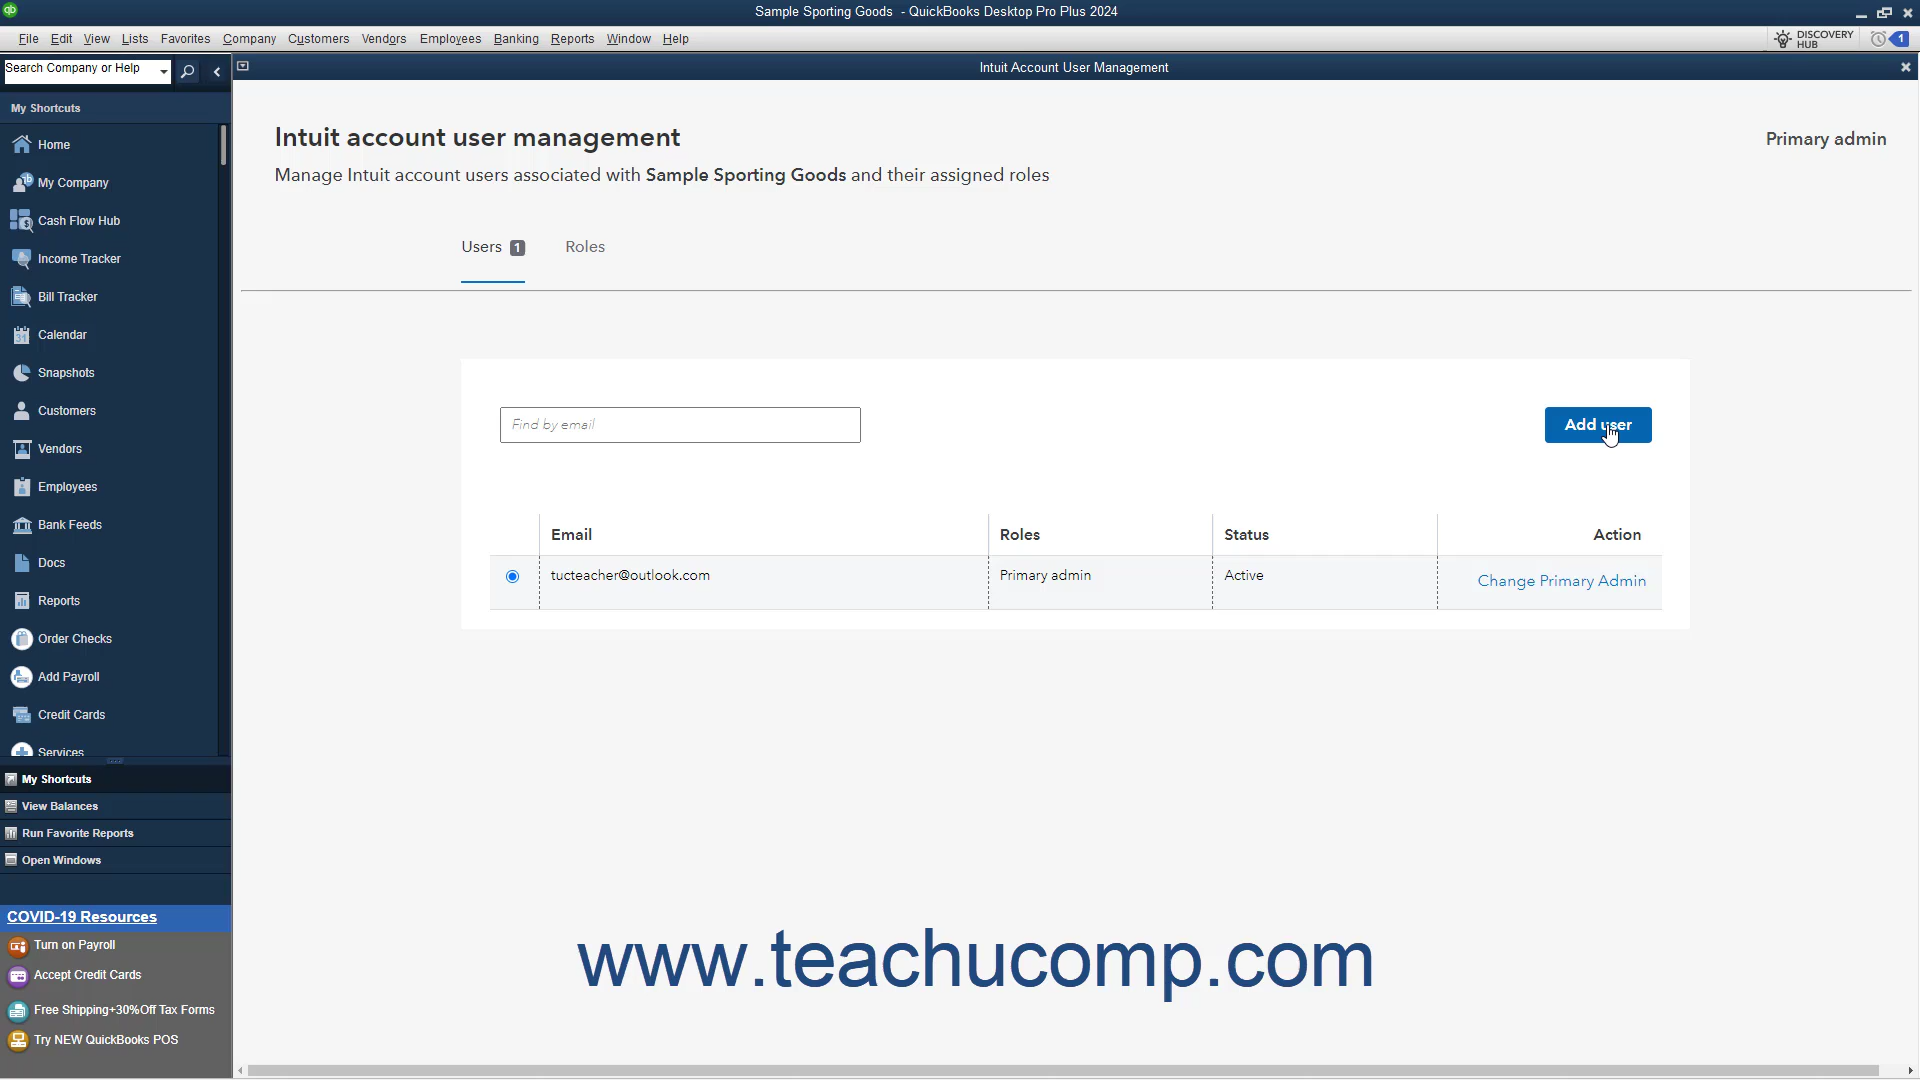 Sample Sporting Goods - QuickBooks Desktop Pro Plus 2024
File Edit View Lists Favorites Company Customers Vendors Employees Banking Reports Window Help
DISCOVERY
HUB
1
Search Company or Help
Intuit Account User Management
My Shortcuts
Home
My Company
Cash Flow Hub
Income Tracker
Bill Tracker
Calendar
Snapshots
Customers
Vendors
Employees
Bank Feeds
Docs
Reports
Order Checks
Add Payroll
Credit Cards
Services
My Shortcuts
View Balances
Run Favorite Reports
Open Windows
COVID-19 Resources
Turn on Payroll
Accept Credit Cards
Free Shipping+30%Off Tax Forms
Try NEW QuickBooks POS
Intuit account user management
Primary admin
Manage Intuit account users associated with Sample Sporting Goods and their assigned roles
Users 1 Roles
Find by email
Add user
Email Roles Status Action
tucteacher@outlook.com Primary admin Active Change Primary Admin
www.teachucomp.com